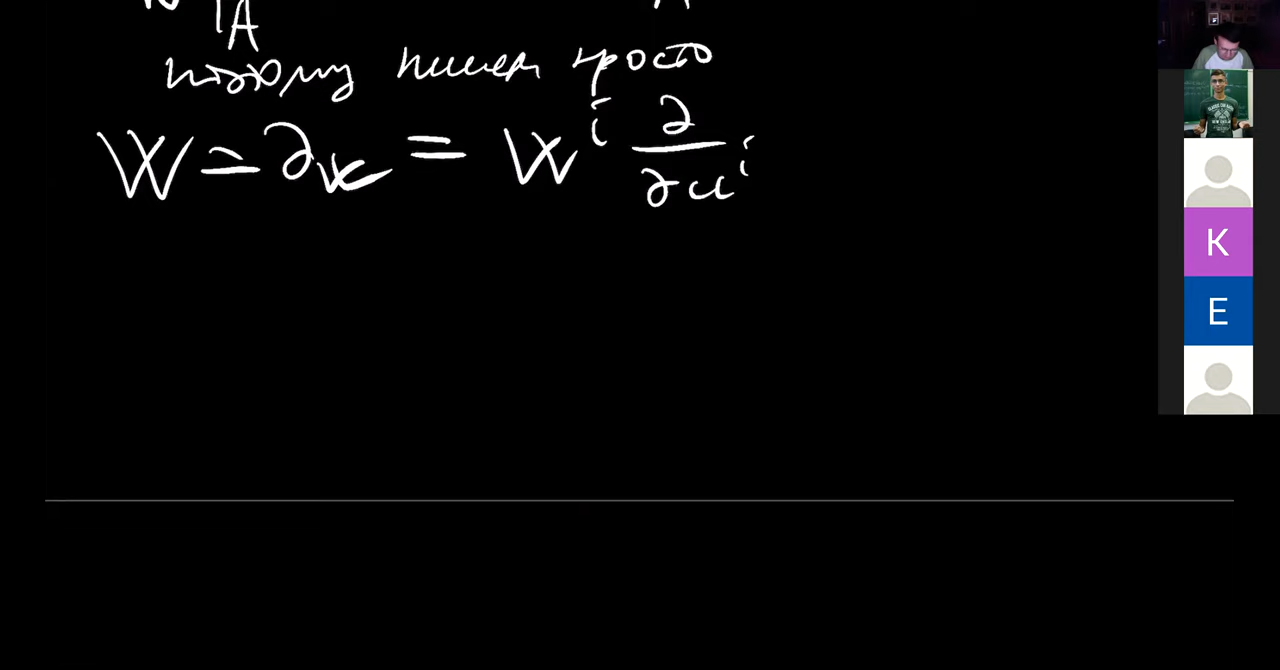 A A
поэтому пишем просто
W = ∂_W = W^i ∂/∂u^i
K
E